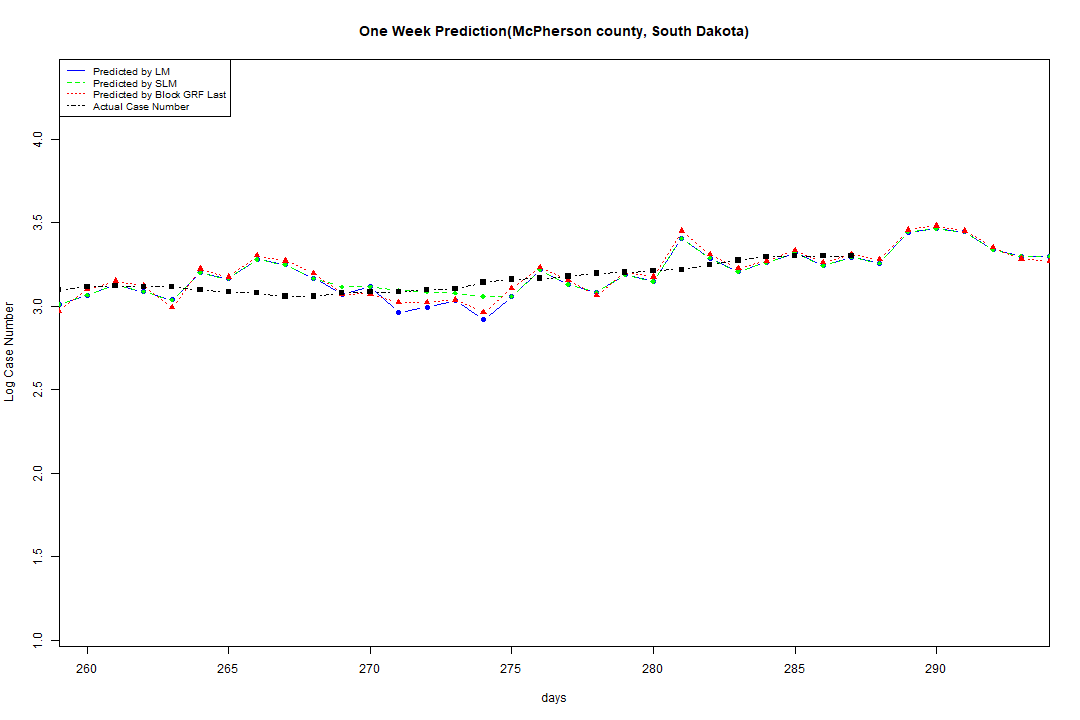 One Week Prediction(McPherson county, South Dakota)
Predicted by LM
Predicted by SLM
Predicted by Block GRF Last
Actual Case Number
4.0
3.5
3.0
2.5
2.0
1.5
1.0
Log Case Number
260 265 270 275 280 285 290
days